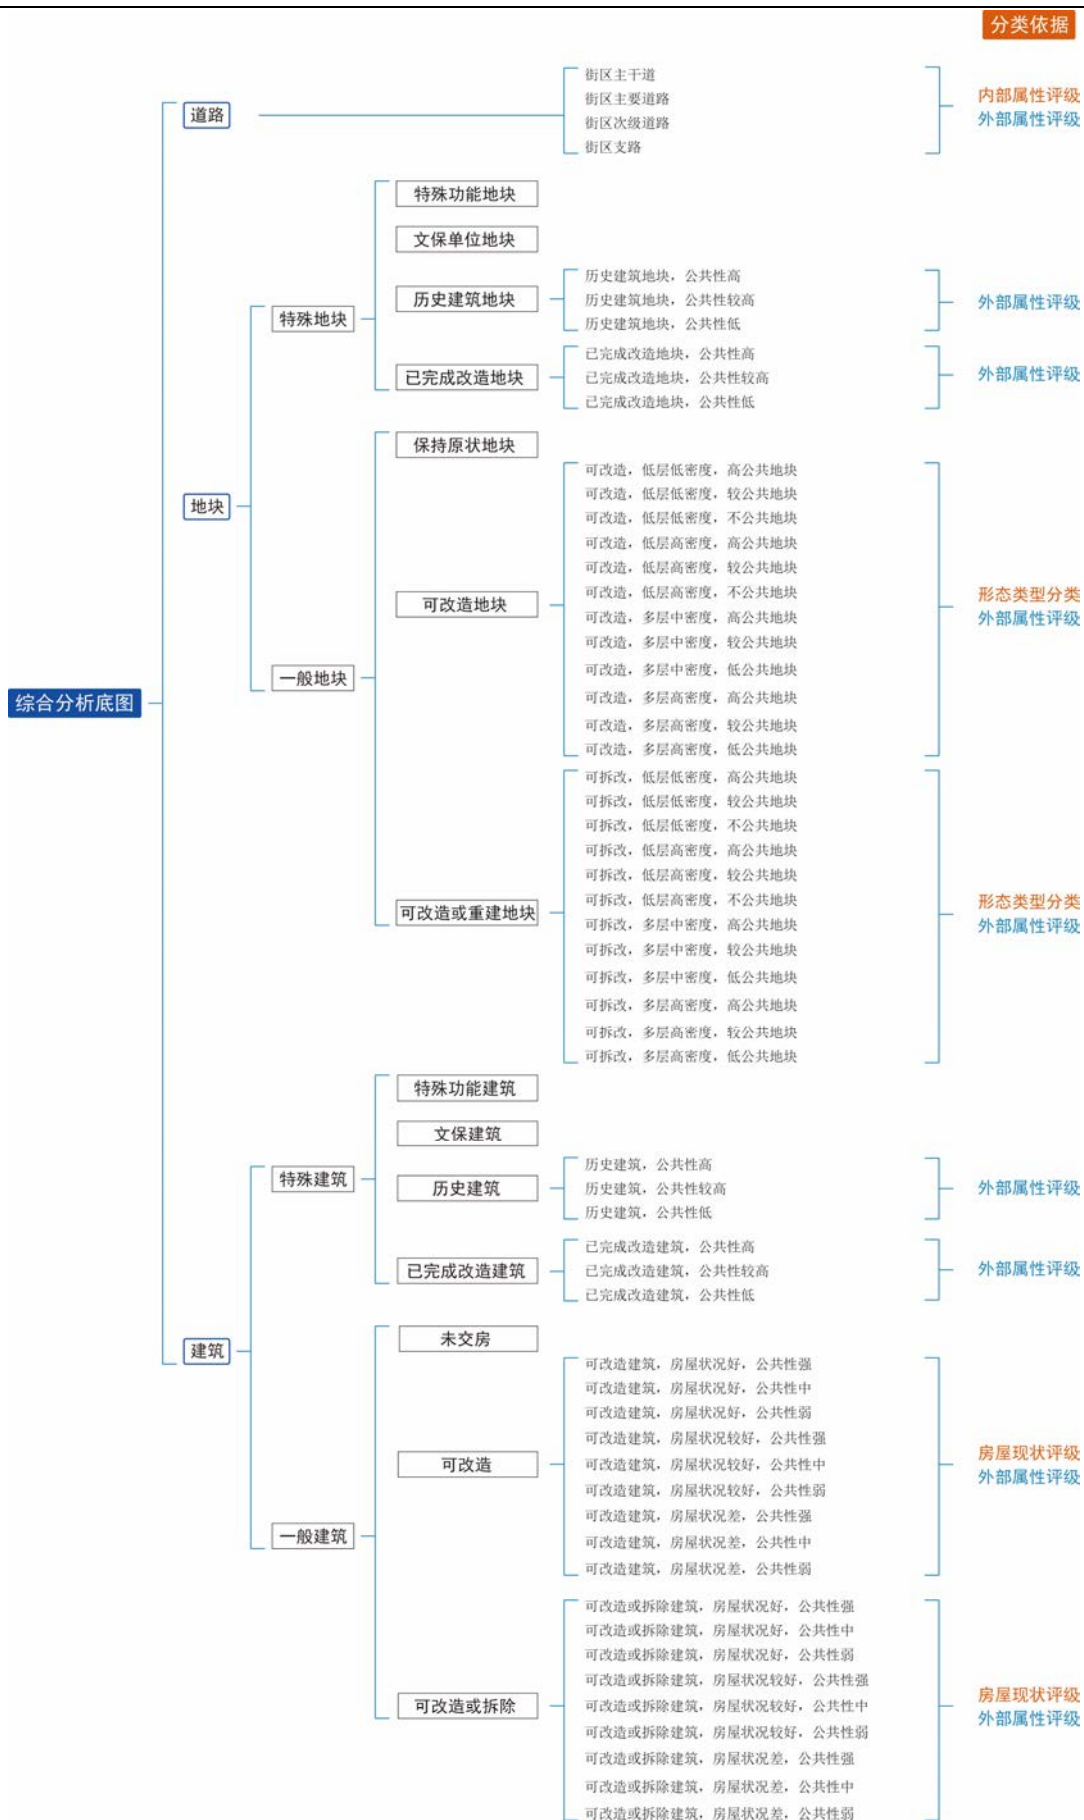 分类依据
街区主干道
街区主要道路
街区次级道路
街区支路
道路
内部属性评级
外部属性评级
特殊功能地块
文保单位地块
历史建筑地块，公共性高
历史建筑地块，公共性较高
历史建筑地块，公共性低
历史建筑地块
外部属性评级
特殊地块
已完成改造地块，公共性高
已完成改造地块，公共性较高
已完成改造地块，公共性低
已完成改造地块
外部属性评级
保持原状地块
地块
可改造，低层低密度，高公共地块
可改造，低层低密度，较公共地块
可改造，低层低密度，不公共地块
可改造，低层高密度，高公共地块
可改造，低层高密度，较公共地块
可改造，低层高密度，不公共地块
可改造，多层中密度，高公共地块
可改造，多层中密度，较公共地块
可改造，多层中密度，低公共地块
可改造，多层高密度，高公共地块
可改造，多层高密度，较公共地块
可改造，多层高密度，低公共地块
可改造地块
形态类型分类
外部属性评级
一般地块
综合分析底图
可拆改，低层低密度，高公共地块
可拆改，低层低密度，较公共地块
可拆改，低层低密度，不公共地块
可拆改，低层高密度，高公共地块
可拆改，低层高密度，较公共地块
可拆改，低层高密度，不公共地块
可拆改，多层中密度，高公共地块
可拆改，多层中密度，较公共地块
可拆改，多层中密度，低公共地块
可拆改，多层高密度，高公共地块
可拆改，多层高密度，较公共地块
可拆改，多层高密度，低公共地块
可改造或重建地块
形态类型分类
外部属性评级
特殊功能建筑
文保建筑
历史建筑，公共性高
历史建筑，公共性较高
历史建筑，公共性低
历史建筑
外部属性评级
特殊建筑
已完成改造建筑，公共性高
已完成改造建筑，公共性较高
已完成改造建筑，公共性低
已完成改造建筑
外部属性评级
未交房
建筑
可改造建筑，房屋状况好，公共性强
可改造建筑，房屋状况好，公共性中
可改造建筑，房屋状况好，公共性弱
可改造建筑，房屋状况较好，公共性强
可改造建筑，房屋状况较好，公共性中
可改造建筑，房屋状况较好，公共性弱
可改造建筑，房屋状况差，公共性强
可改造建筑，房屋状况差，公共性中
可改造建筑，房屋状况差，公共性弱
可改造
房屋现状评级
外部属性评级
一般建筑
可改造或拆除建筑，房屋状况好，公共性强
可改造或拆除建筑，房屋状况好，公共性中
可改造或拆除建筑，房屋状况好，公共性弱
可改造或拆除建筑，房屋状况较好，公共性强
可改造或拆除建筑，房屋状况较好，公共性中
可改造或拆除建筑，房屋状况较好，公共性弱
可改造或拆除建筑，房屋状况差，公共性强
可改造或拆除建筑，房屋状况差，公共性中
可改造或拆除建筑，房屋状况差，公共性弱
可改造或拆除
房屋现状评级
外部属性评级